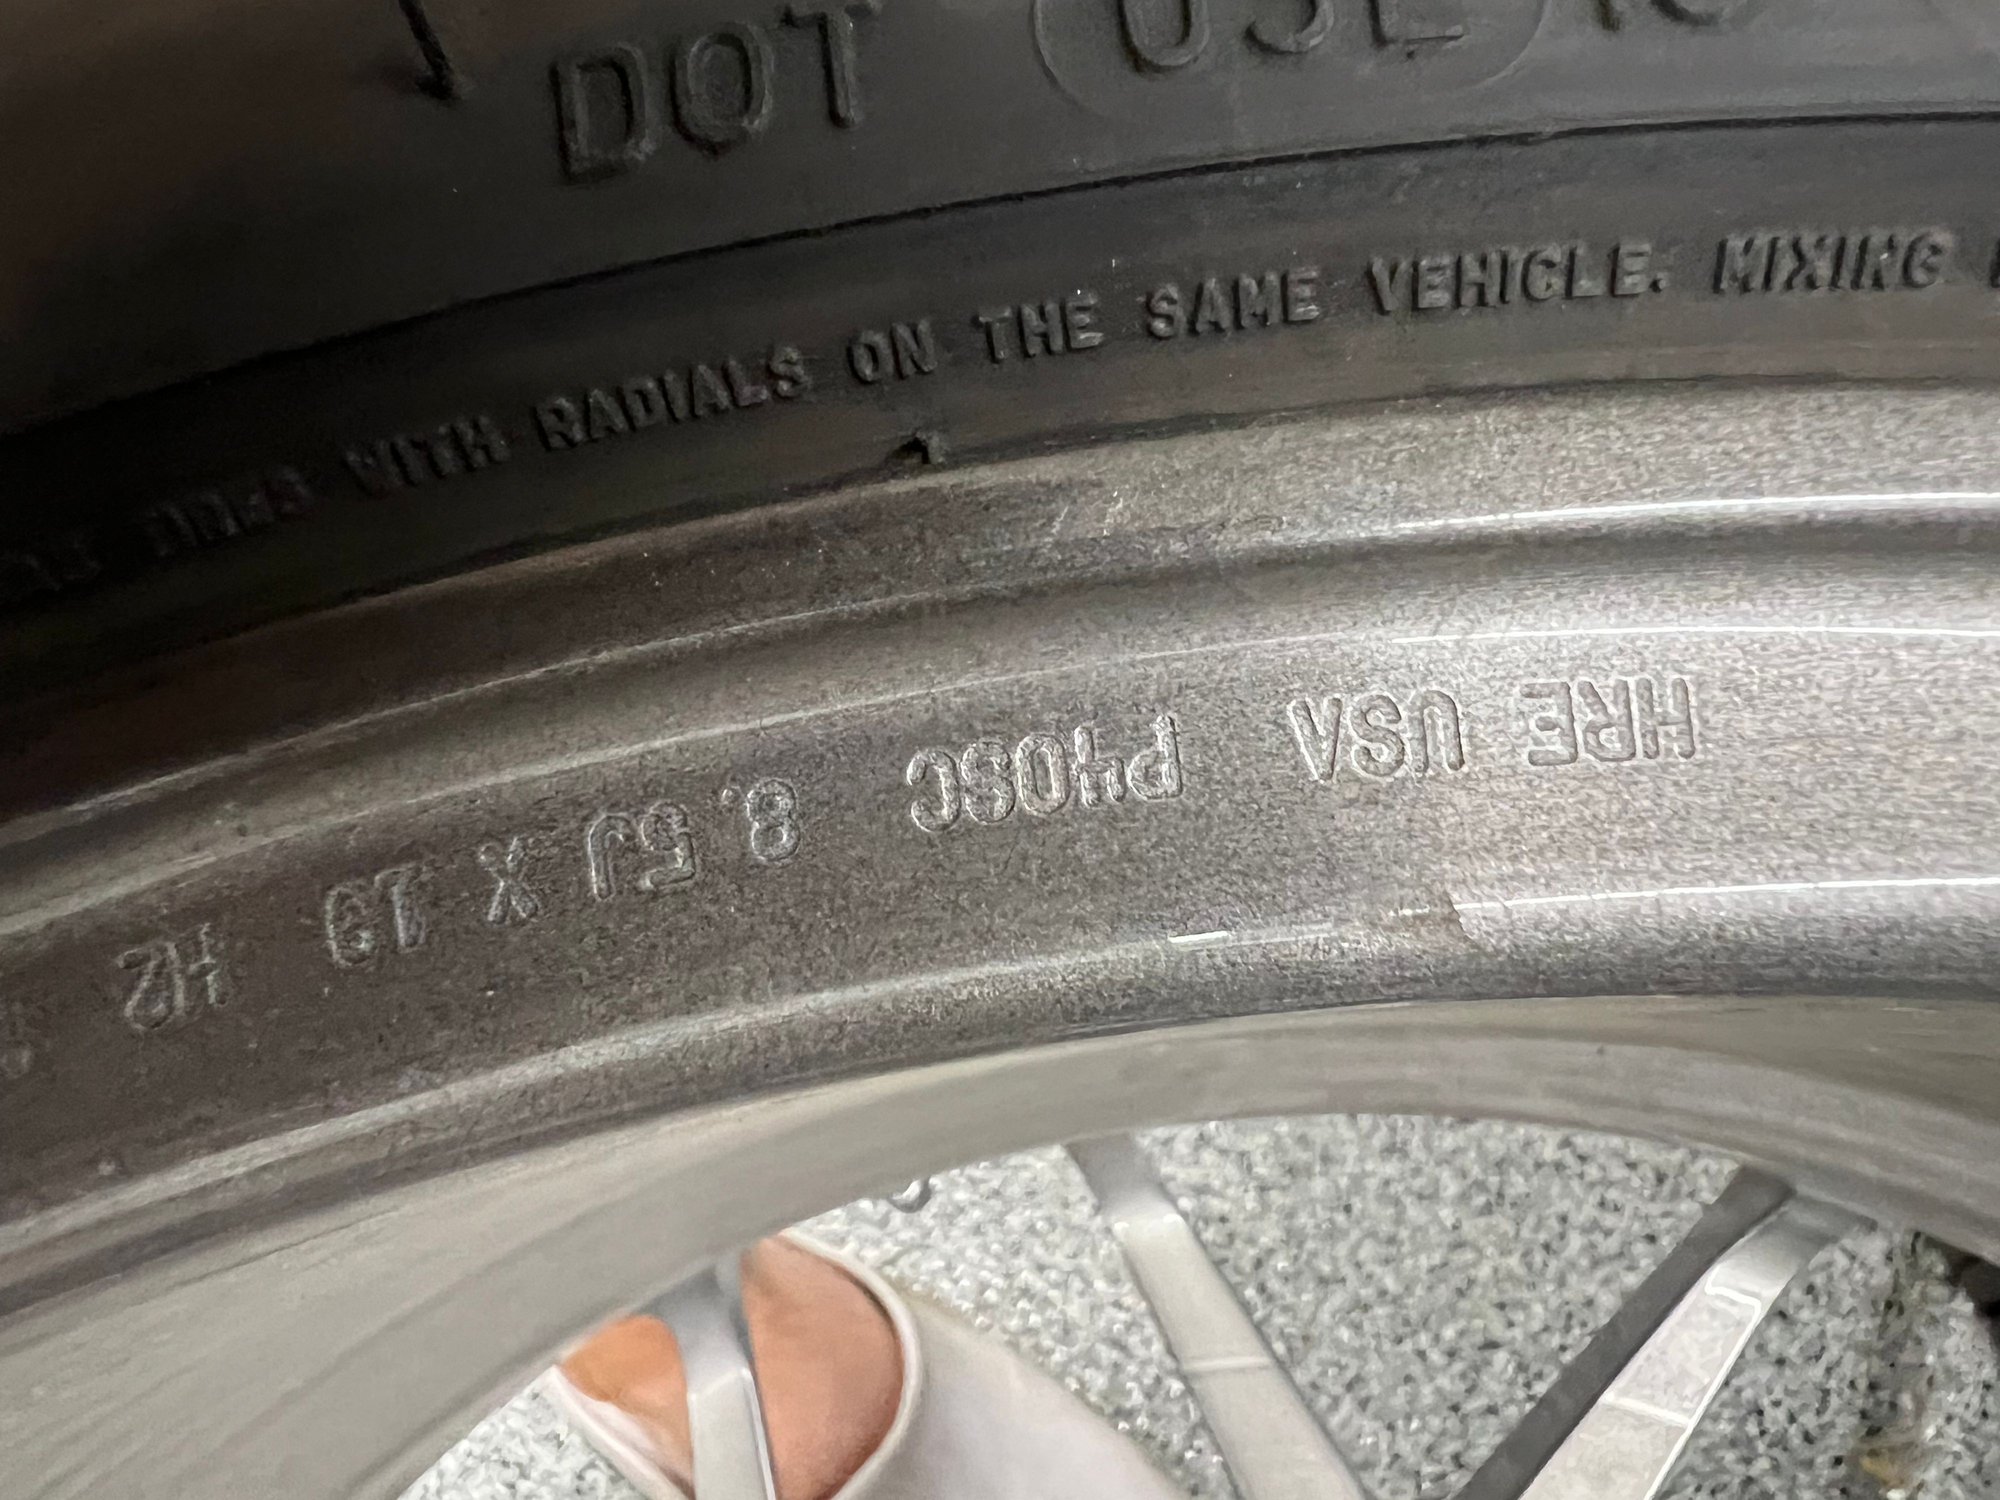 DOT
WITH RADIALS ON THE SAME VEHICLE. MIXING
HRE USA P40SC 8.5J X 19 H2